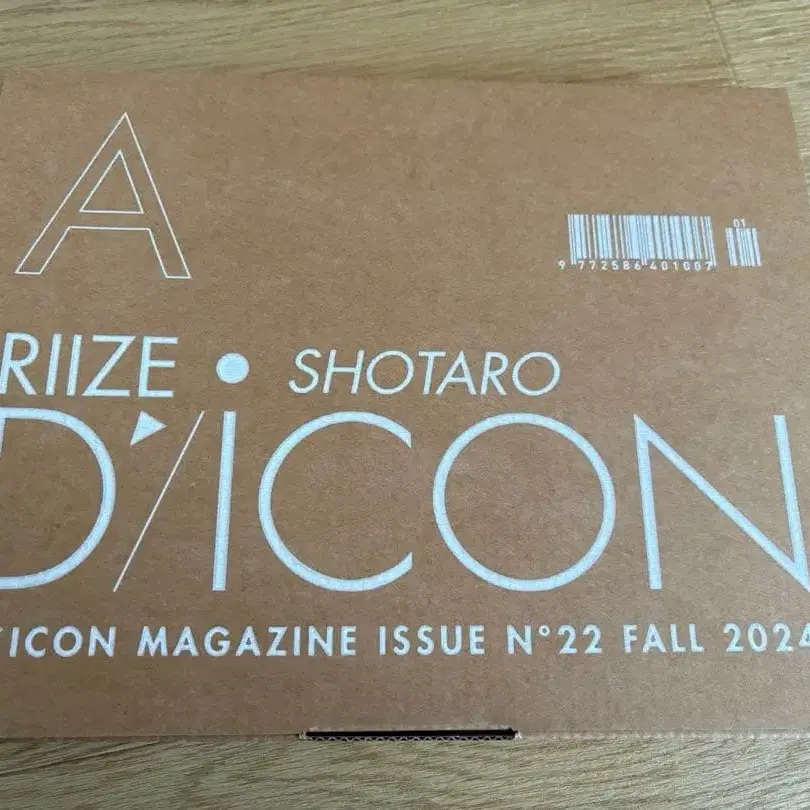 A
01
9 772586 401007
RIIZE • SHOTARO
D'/iCON
'ICON MAGAZINE ISSUE N°22 FALL 2024